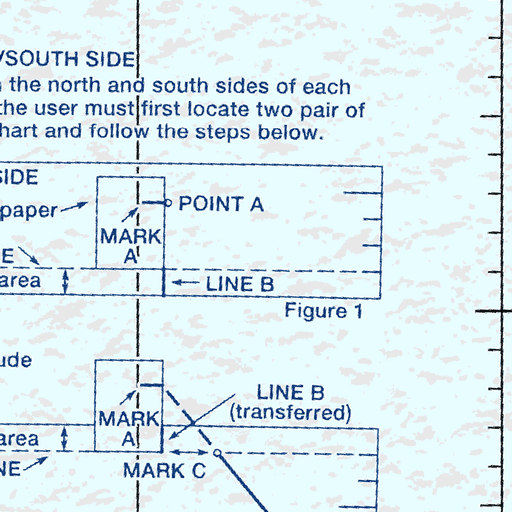 /SOUTH SIDE
the north and south sides of each
the user must first locate two pair of
hart and follow the steps below.
SIDE
paper
POINT A
MARK
A
E
area
LINE B
Figure 1
ude
LINE B
(transferred)
MARK
A
area
NE
MARK C